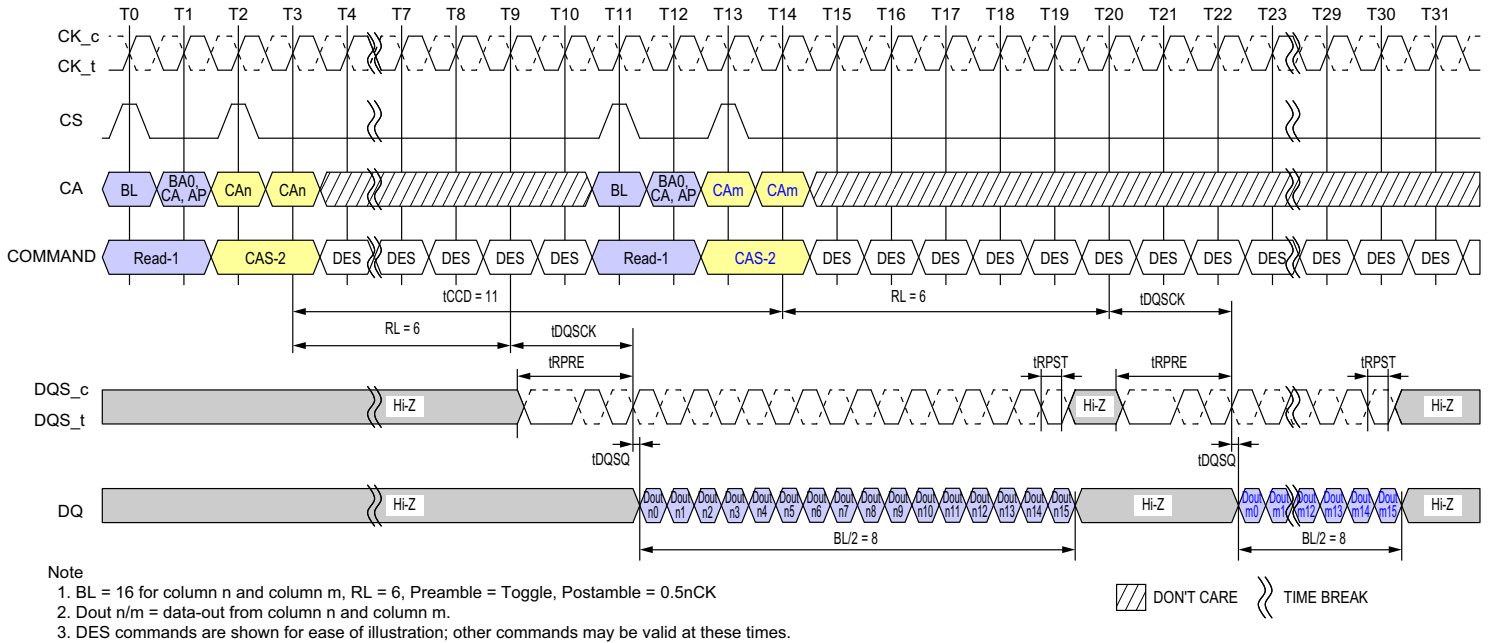 T0 T1 T2 T3 T4 T7 T8 T9 T10 T11 T12 T13 T14 T15 T16 T17 T18 T19 T20 T21 T22 T23 T29 T30 T31
CK_c
CK_t
CS
CA BL BA0, CA, AP CAn CAn BL BA0, CA, AP CAm CAm
COMMAND Read-1 CAS-2 DES DES DES DES DES Read-1 CAS-2 DES DES DES DES DES DES DES DES DES DES DES DES
tCCD = 11 RL = 6 tDQSCK
RL = 6 tDQSCK
tRPRE tRPST tRPRE tRPST
DQS_c
DQS_t
Hi-Z Hi-Z Hi-Z
tDQSQ tDQSQ
DQ Hi-Z Dout n0 Dout n1 Dout n2 Dout n3 Dout n4 Dout n5 Dout n6 Dout n7 Dout n8 Dout n9 Dout n10 Dout n11 Dout n12 Dout n13 Dout n14 Dout n15 Hi-Z Dout m0 Dout m1 Dout m12 Dout m13 Dout m14 Dout m15 Hi-Z
BL/2 = 8 BL/2 = 8
Note
1. BL = 16 for column n and column m, RL = 6, Preamble = Toggle, Postamble = 0.5nCK
2. Dout n/m = data-out from column n and column m.
3. DES commands are shown for ease of illustration; other commands may be valid at these times.
DON'T CARE TIME BREAK